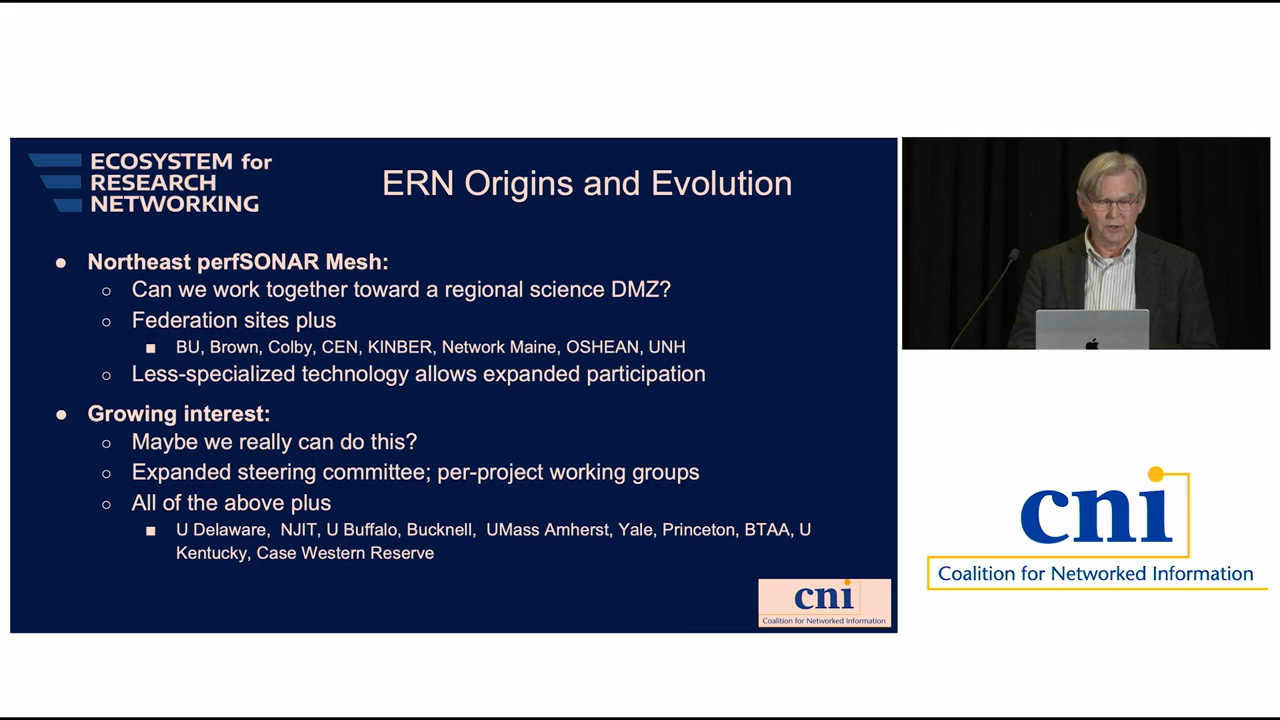 ECOSYSTEM for
RESEARCH
NETWORKING
ERN Origins and Evolution
● Northeast perfSONAR Mesh:
○ Can we work together toward a regional science DMZ?
○ Federation sites plus
■ BU, Brown, Colby, CEN, KINBER, Network Maine, OSHEAN, UNH
○ Less-specialized technology allows expanded participation
● Growing interest:
○ Maybe we really can do this?
○ Expanded steering committee; per-project working groups
○ All of the above plus
■ U Delaware, NJIT, U Buffalo, Bucknell, UMass Amherst, Yale, Princeton, BTAA, U
Kentucky, Case Western Reserve
cni
Coalition for Networked Information
cni
Coalition for Networked Information